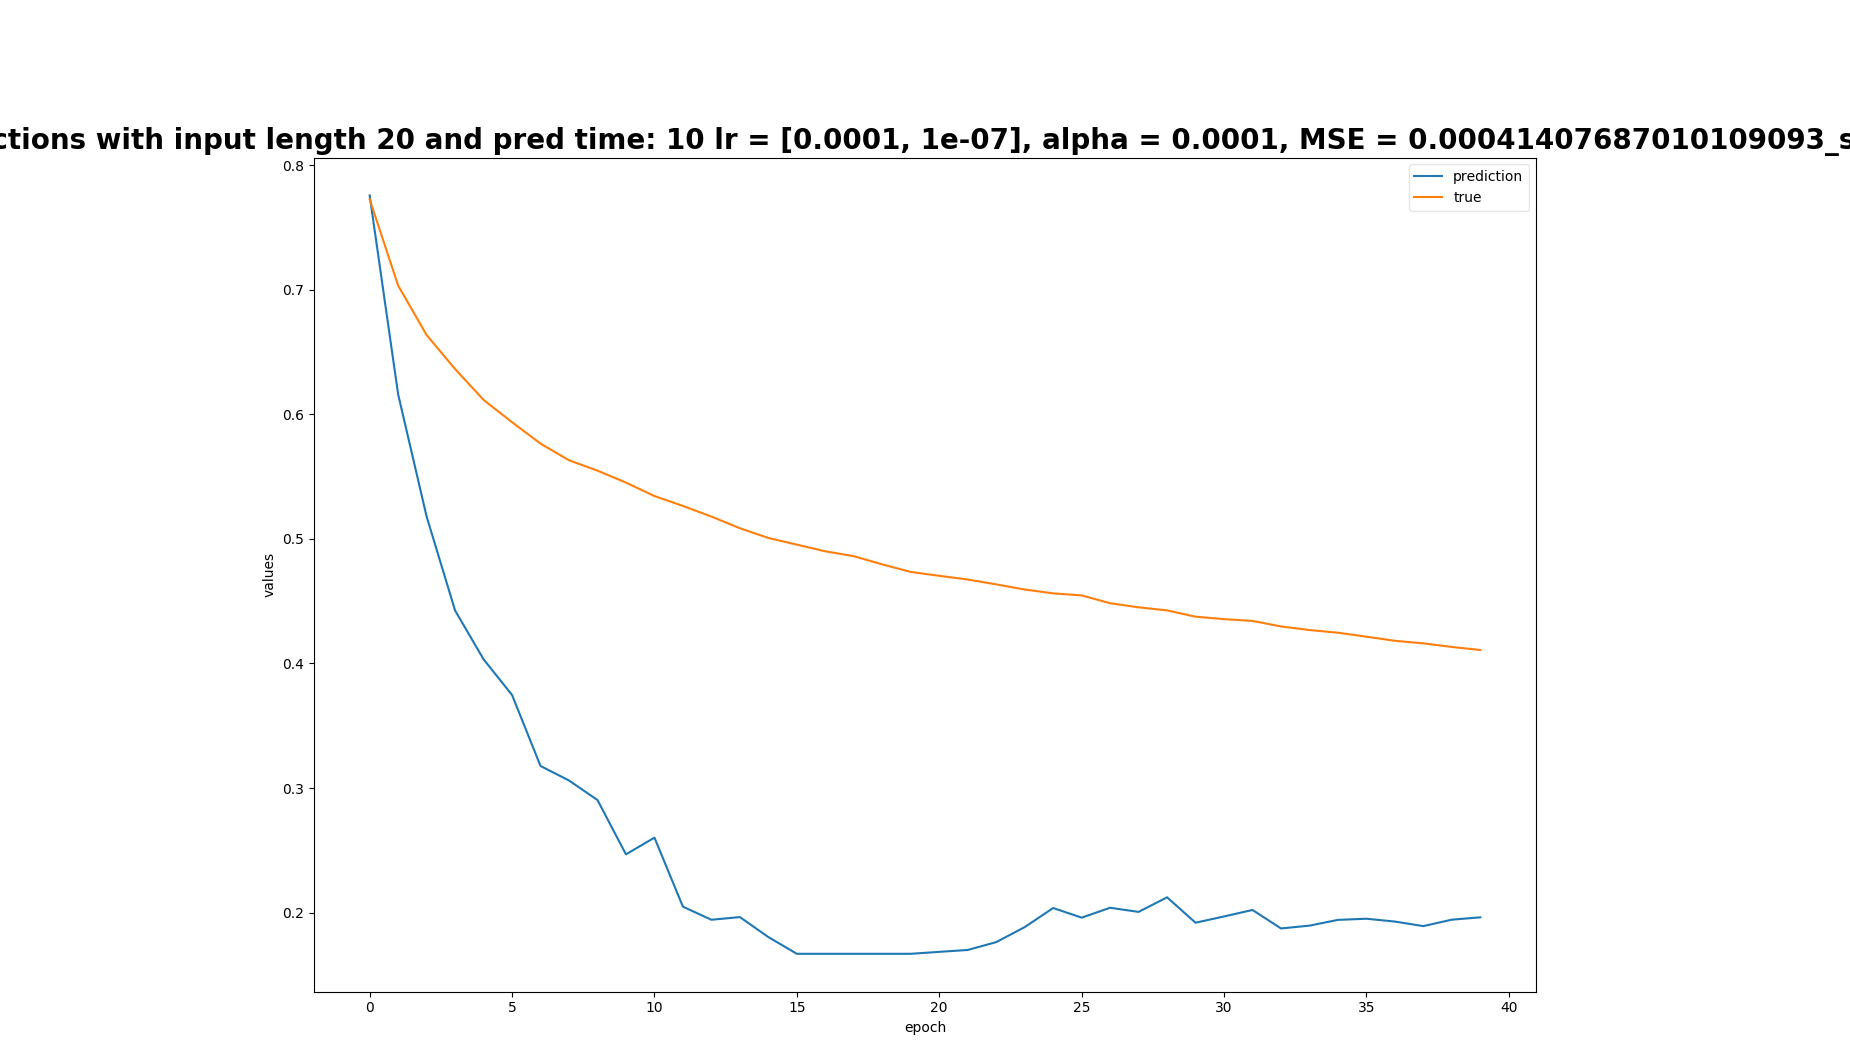 ctions with input length 20 and pred time: 10 lr = [0.0001, 1e-07], alpha = 0.0001, MSE = 0.00041407687010109093_s
prediction
true
0.8
0.7
0.6
0.5
0.4
0.3
0.2
values
0 5 10 15 20 25 30 35 40
epoch